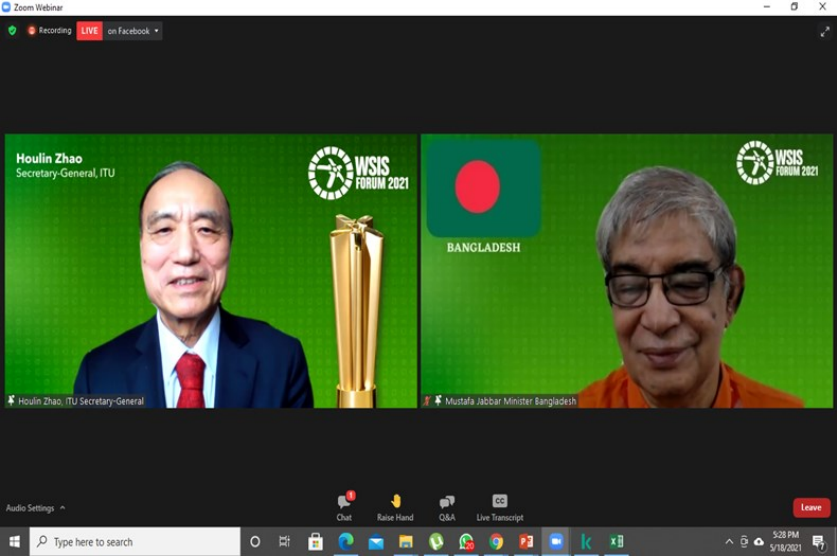 Zoom Webinar
Recording
LIVE
on Facebook
Houlin Zhao
Secretary-General, ITU
WSIS
FORUM 2021
WSIS
FORUM 2021
BANGLADESH
Houlin Zhao, ITU Secretary-General
Mustafa Jabbar Minister Bangladesh
Audio Settings
1
Chat
Raise Hand
Q&A
CC
Live Transcript
Leave
Type here to search
20
5:28 PM
5/18/2021